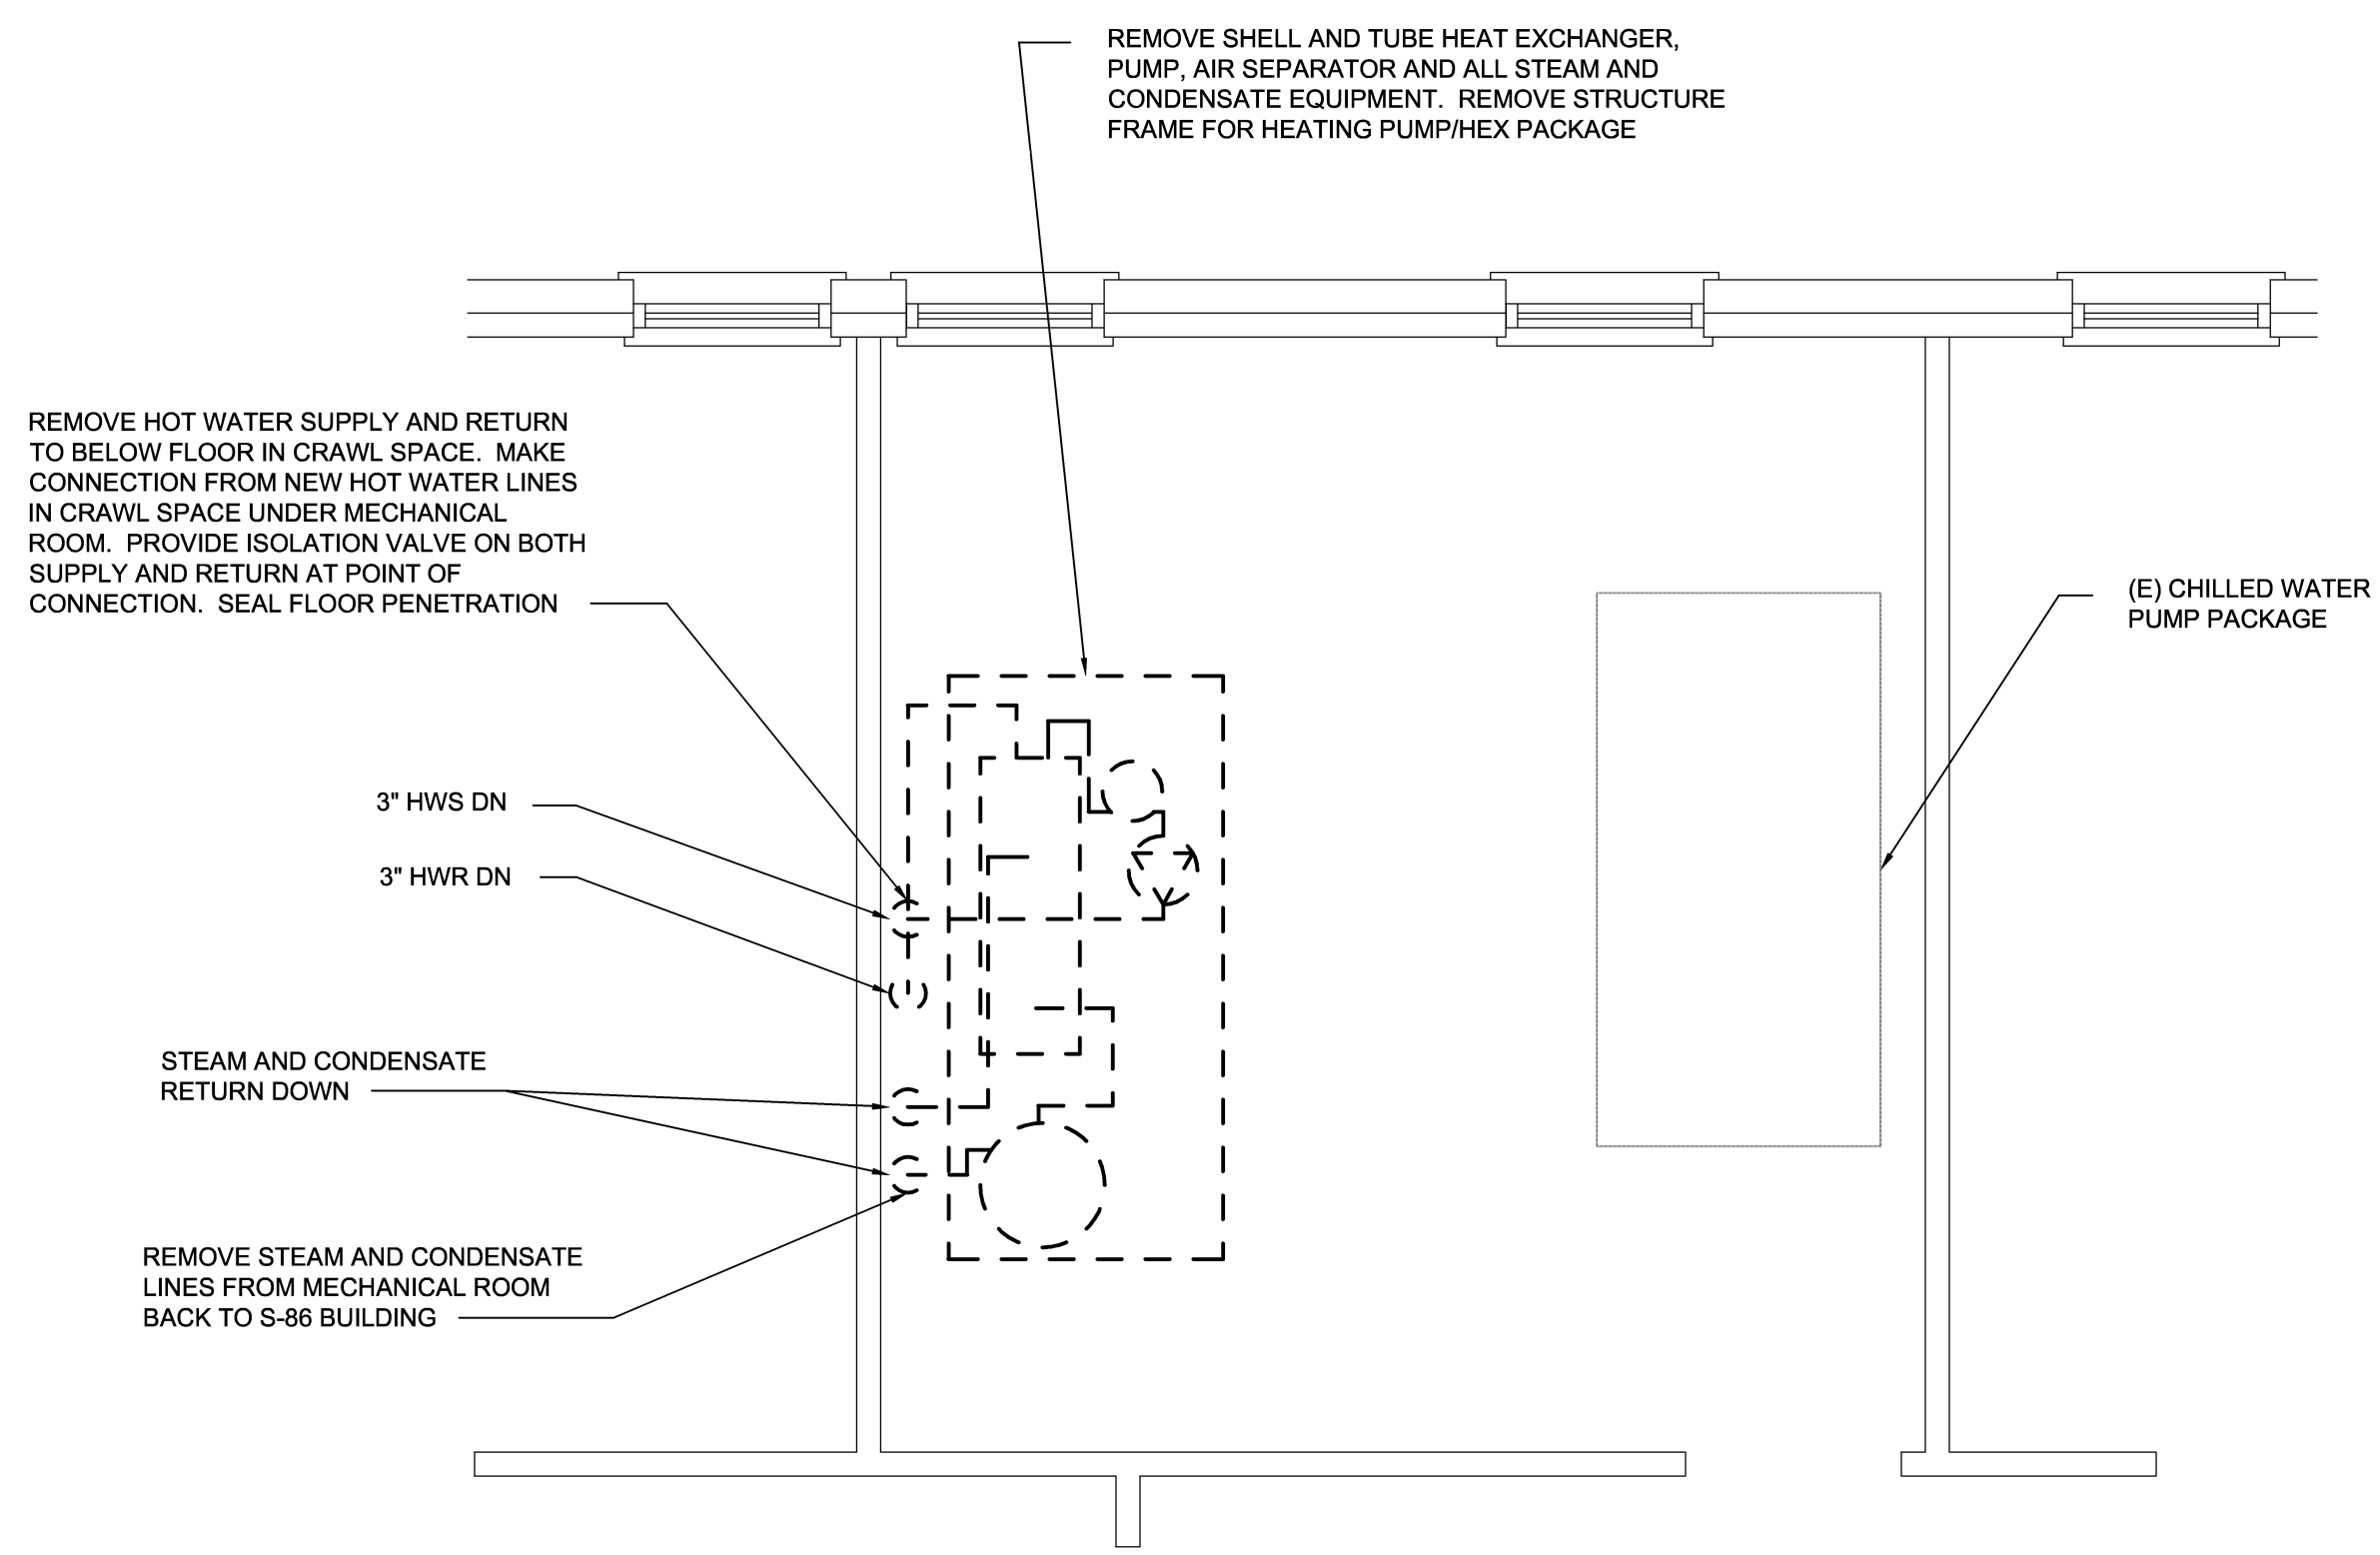 REMOVE SHELL AND TUBE HEAT EXCHANGER,
PUMP, AIR SEPARATOR AND ALL STEAM AND
CONDENSATE EQUIPMENT.  REMOVE STRUCTURE
FRAME FOR HEATING PUMP/HEX PACKAGE
REMOVE HOT WATER SUPPLY AND RETURN
TO BELOW FLOOR IN CRAWL SPACE.  MAKE
CONNECTION FROM NEW HOT WATER LINES
IN CRAWL SPACE UNDER MECHANICAL
ROOM.  PROVIDE ISOLATION VALVE ON BOTH
SUPPLY AND RETURN AT POINT OF
CONNECTION.  SEAL FLOOR PENETRATION
(E) CHILLED WATER
PUMP PACKAGE
3" HWS DN
3" HWR DN
STEAM AND CONDENSATE
RETURN DOWN
REMOVE STEAM AND CONDENSATE
LINES FROM MECHANICAL ROOM
BACK TO S-86 BUILDING